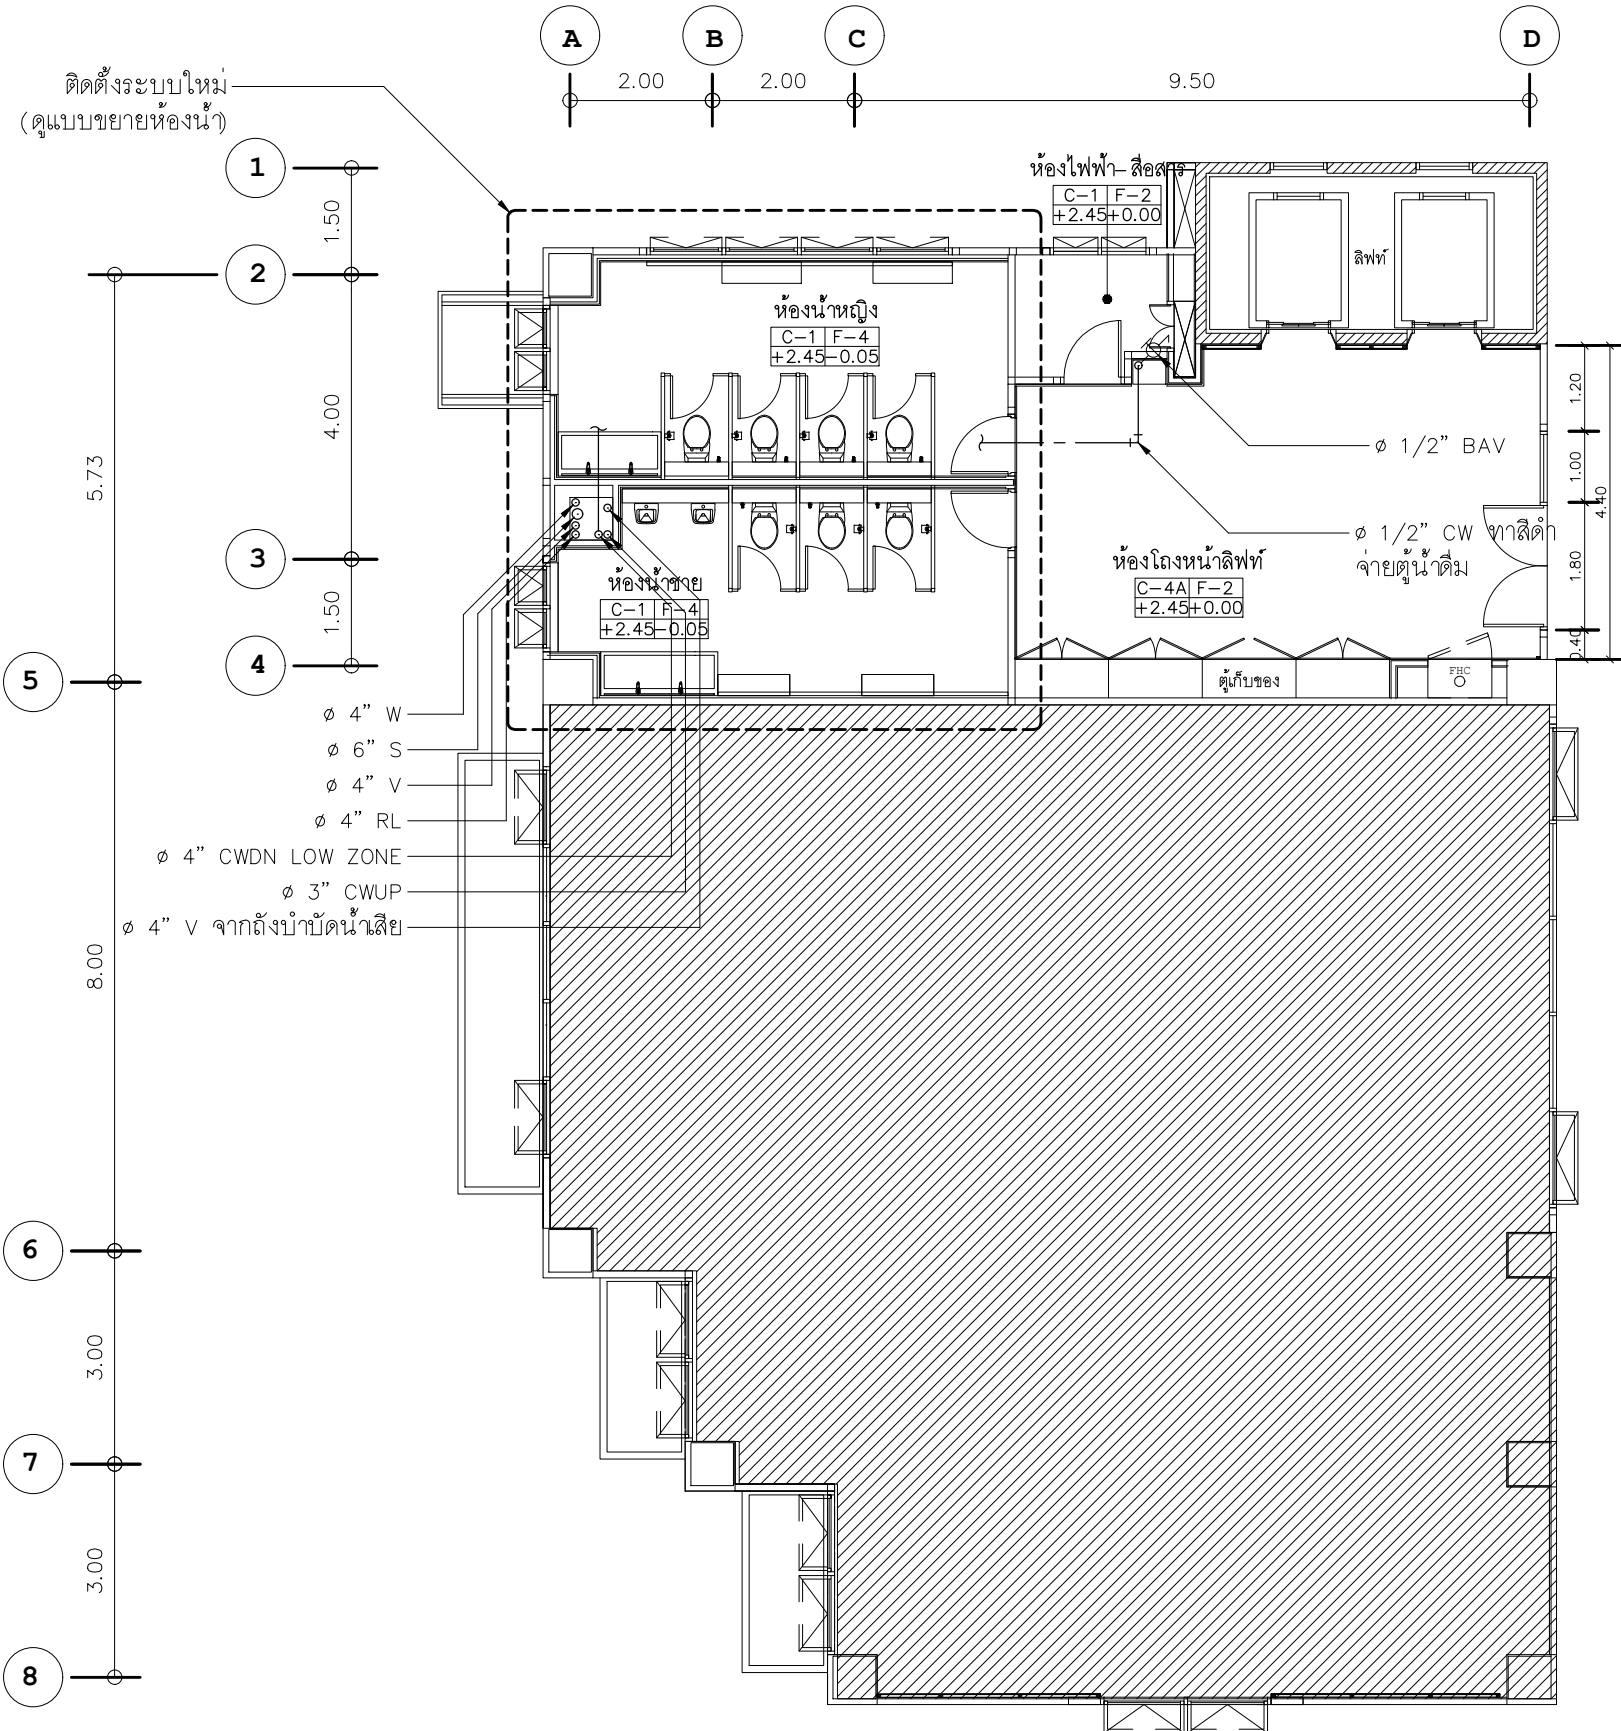 A
B
C
D
2.00
2.00
9.50
ติดตั้งระบบใหม่
(ดูแบบขยายห้องน้ำ)
1
2
3
4
5
6
7
8
1.50
4.00
1.50
5.73
8.00
3.00
3.00
ห้องไฟฟ้า-สื่อสาร
C-1 F-2
+2.45 +0.00
ลิฟท์
ห้องน้ำหญิง
C-1 F-4
+2.45 -0.05
1.20
1.00
1.80
0.40
4.40
ø 1/2" BAV
ø 1/2" CW ทาสีดำ
จ่ายตู้น้ำดื่ม
ห้องโถงหน้าลิฟท์
C-4A F-2
+2.45 +0.00
ห้องน้ำชาย
C-1 F-4
+2.45 -0.05
ตู้เก็บของ
FHC
ø 4" W
ø 6" S
ø 4" V
ø 4" RL
ø 4" CWDN LOW ZONE
ø 3" CWUP
ø 4" V จากถังบำบัดน้ำเสีย